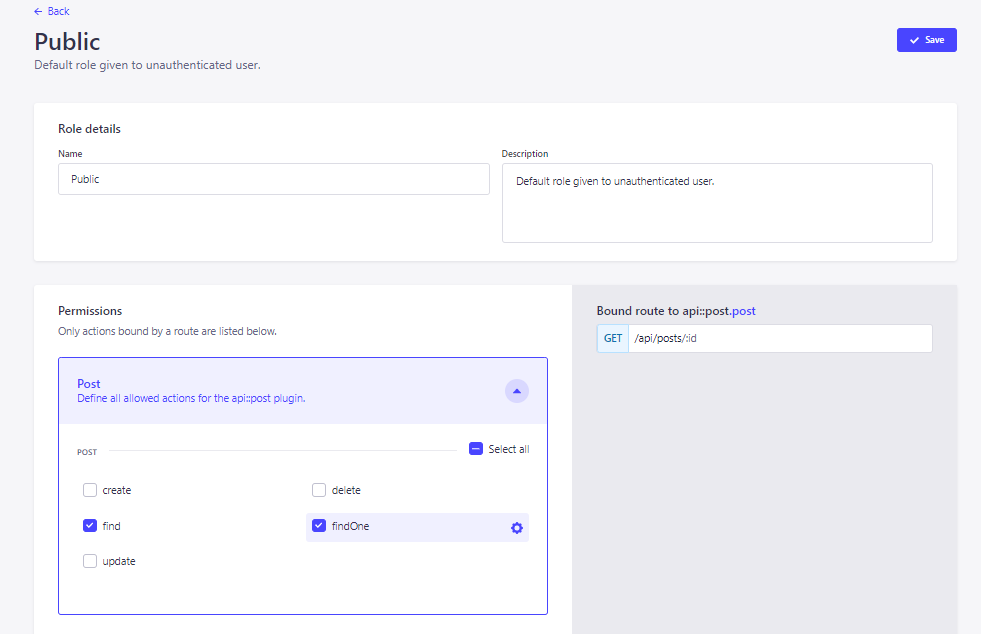 ← Back
Public
Save
Default role given to unauthenticated user.
Role details
Name
Description
Public
Default role given to unauthenticated user.
Permissions
Only actions bound by a route are listed below.
Bound route to api::post.post
GET /api/posts/:id
Post
Define all allowed actions for the api::post plugin.
POST
Select all
create
delete
find
findOne
update